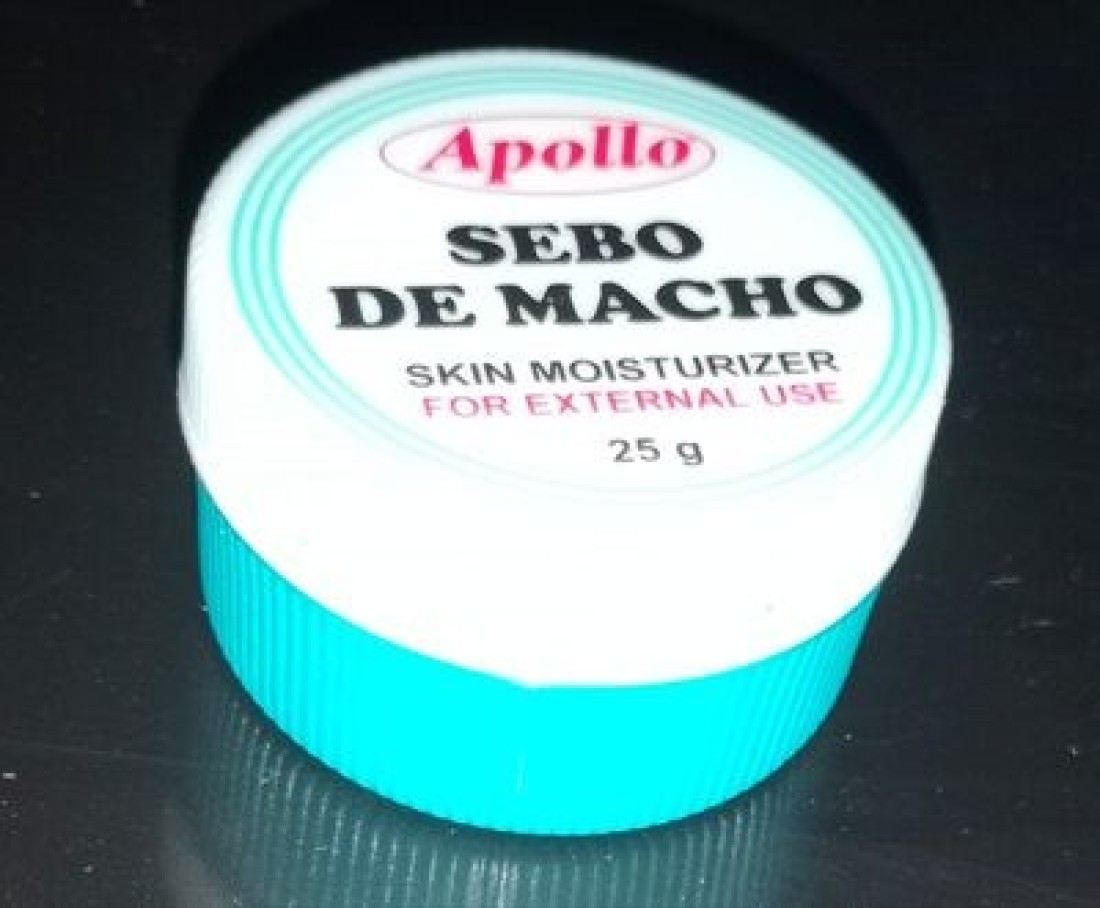 Apollo
SEBO
DE MACHO
SKIN MOISTURIZER
FOR EXTERNAL USE
25 g